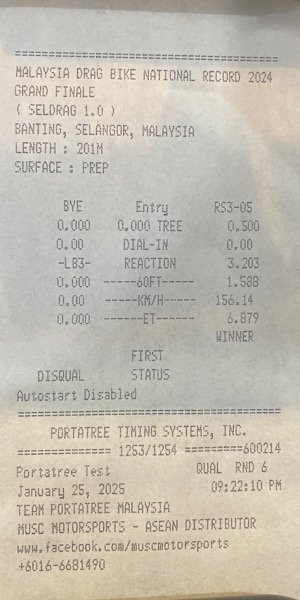 ==========================================
MALAYSIA DRAG BIKE NATIONAL RECORD 2024
GRAND FINALE
( SELDRAG 1.0 )
BANTING, SELANGOR, MALAYSIA
LENGTH : 201M
SURFACE : PREP
BYE Entry RS3-05
0.000 0.000 TREE 0.500
0.00 DIAL-IN 0.00
-LB3- REACTION 3.203
0.000 ------60FT----- 1.588
0.00 ------KM/H----- 156.14
0.000 -------ET------ 6.879
WINNER
FIRST
DISQUAL STATUS
Autostart Disabled
==========================================
PORTATREE TIMING SYSTEMS, INC.
============== 1253/1254 =========600214
Portatree Test QUAL RND 6
January 25, 2025 09:22:10 PM
TEAM PORTATREE MALAYSIA
MUSC MOTORSPORTS - ASEAN DISTRIBUTOR
www.facebook.com/muscmotorsports
+6016-6681490